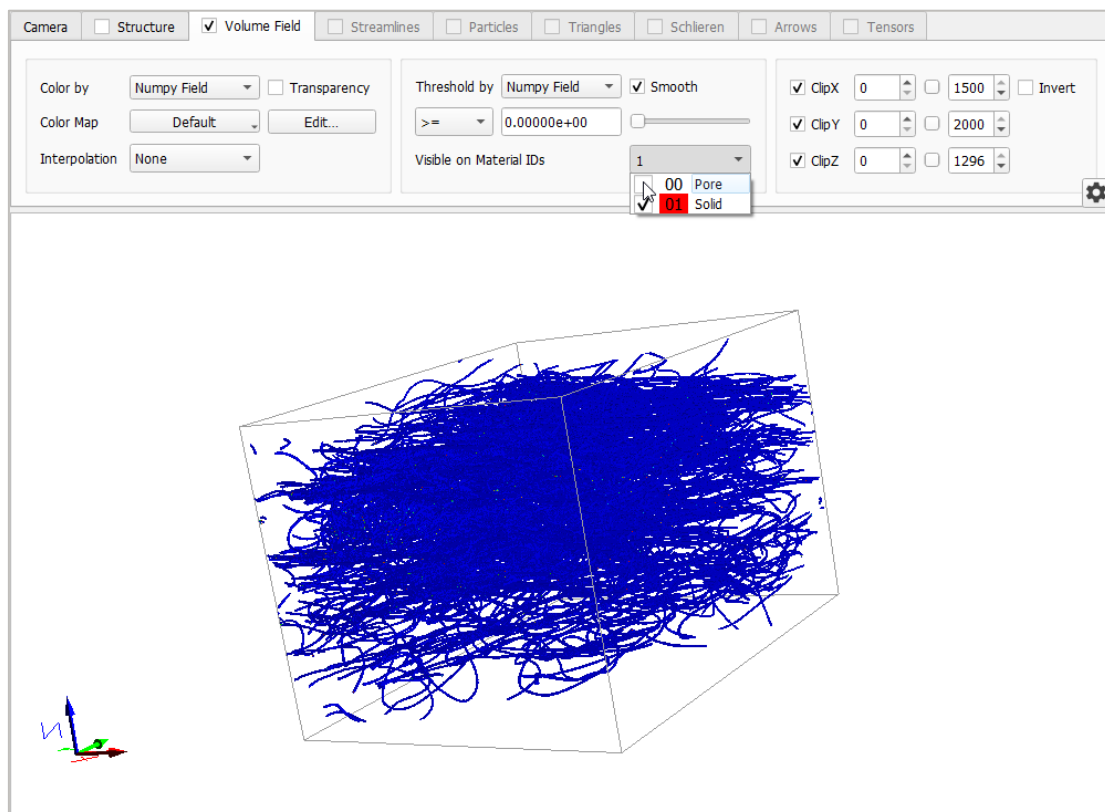 Camera Structure Volume Field Streamlines Particles Triangles Schlieren Arrows Tensors
Color by Numpy Field Transparency
Color Map Default Edit...
Interpolation None
Threshold by Numpy Field Smooth
>= 0.00000e+00
Visible on Material IDs 1
00 Pore
01 Solid
ClipX 0 1500 Invert
ClipY 0 2000
ClipZ 0 1296